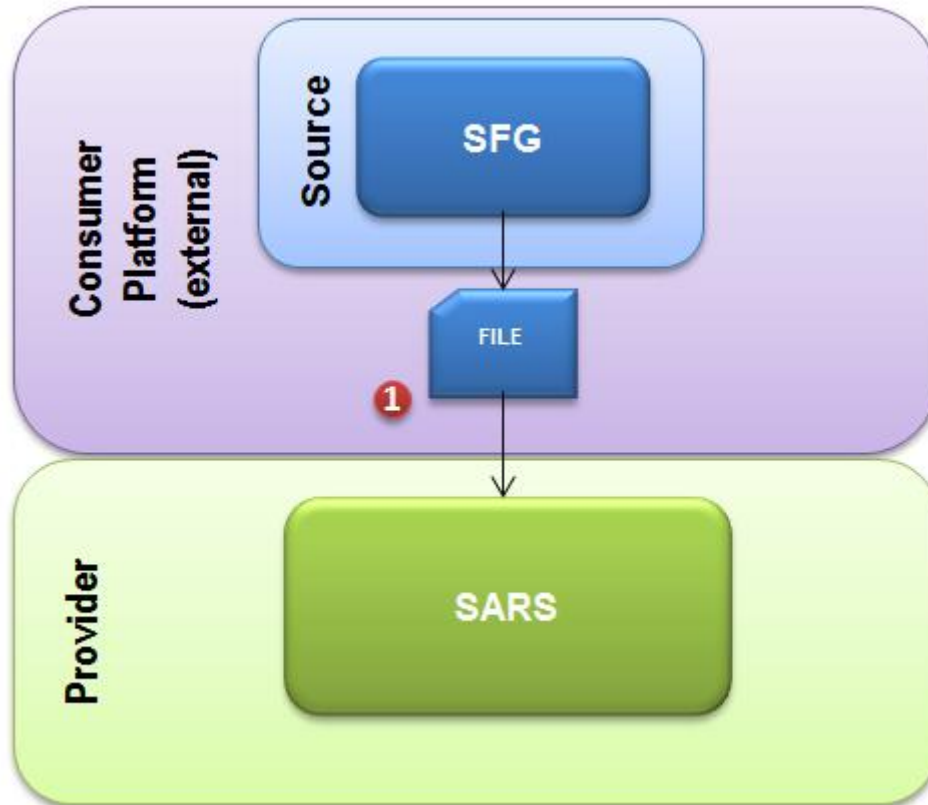 Consumer
Platform
(external)
Source
SFG
FILE
1
Provider
SARS